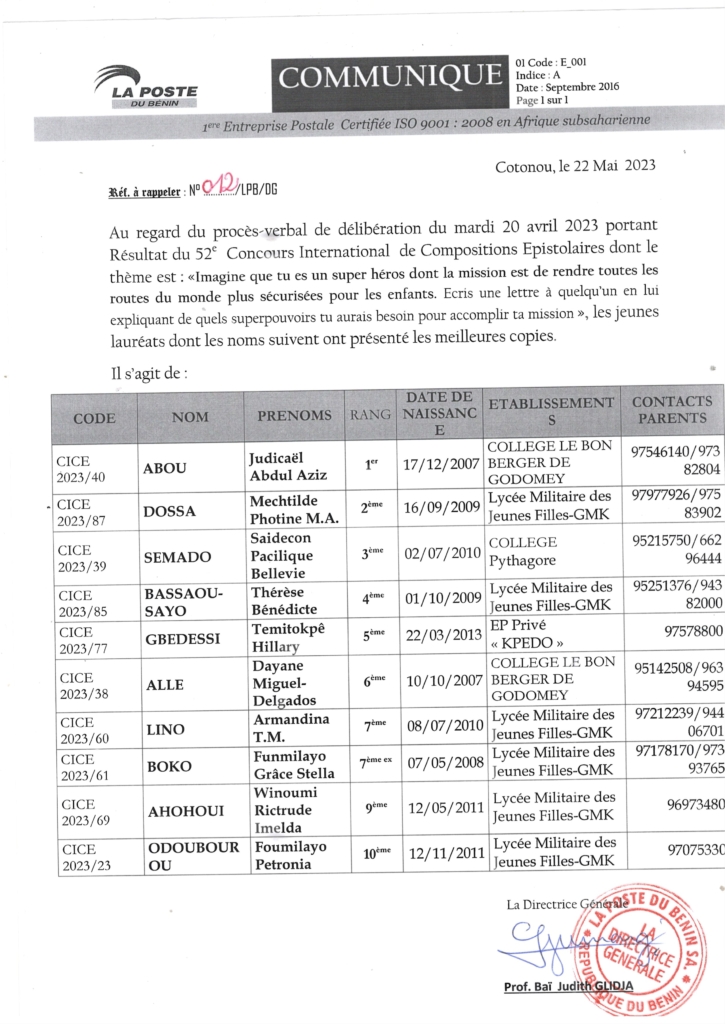 LA POSTE
DU BENIN
COMMUNIQUE
01 Code : E_001
Indice : A
Date : Septembre 2016
Page 1 sur 1
1ere Entreprise Postale Certifiée ISO 9001 : 2008 en Afrique subsaharienne
Cotonou, le 22 Mai 2023
Réf. à rappeler : N° 012/LPB/DG
Au regard du procès-verbal de délibération du mardi 20 avril 2023 portant
Résultat du 52e Concours International de Compositions Epistolaires dont le
thème est : «Imagine que tu es un super héros dont la mission est de rendre toutes les
routes du monde plus sécurisées pour les enfants. Ecris une lettre à quelqu'un en lui
expliquant de quels superpouvoirs tu aurais besoin pour accomplir ta mission », les jeunes
lauréats dont les noms suivent ont présenté les meilleures copies.
Il s'agit de :
CODE NOM PRENOMS RANG DATE DE NAISSANCE ETABLISSEMENTS CONTACTS PARENTS
CICE 2023/40 ABOU Judicaël Abdul Aziz 1er 17/12/2007 COLLEGE LE BON BERGER DE GODOMEY 97546140/97382804
CICE 2023/87 DOSSA Mechtilde Photine M.A. 2ème 16/09/2009 Lycée Militaire des Jeunes Filles-GMK 97977926/97583902
CICE 2023/39 SEMADO Saidecon Pacilique Bellevie 3ème 02/07/2010 COLLEGE Pythagore 95215750/66296444
CICE 2023/85 BASSAOU-SAYO Thérèse Bénédicte 4ème 01/10/2009 Lycée Militaire des Jeunes Filles-GMK 95251376/94382000
CICE 2023/77 GBEDESSI Temitokpê Hillary 5ème 22/03/2013 EP Privé « KPEDO » 97578800
CICE 2023/38 ALLE Dayane Miguel-Delgados 6ème 10/10/2007 COLLEGE LE BON BERGER DE GODOMEY 95142508/96394595
CICE 2023/60 LINO Armandina T.M. 7ème 08/07/2010 Lycée Militaire des Jeunes Filles-GMK 97212239/94406701
CICE 2023/61 BOKO Funmilayo Grâce Stella 7ème ex 07/05/2008 Lycée Militaire des Jeunes Filles-GMK 97178170/97393765
CICE 2023/69 AHOHOUI Winoumi Rictrude Imelda 9ème 12/05/2011 Lycée Militaire des Jeunes Filles-GMK 96973480
CICE 2023/23 ODOUBOUROU Foumilayo Petronia 10ème 12/11/2011 Lycée Militaire des Jeunes Filles-GMK 97075330
La Directrice Générale
LA POSTE DU BENIN SA.
LA
DIRECTRICE
GENERALE
REPUBLIQUE DU BENIN
Prof. Baï Judith GLIDJA